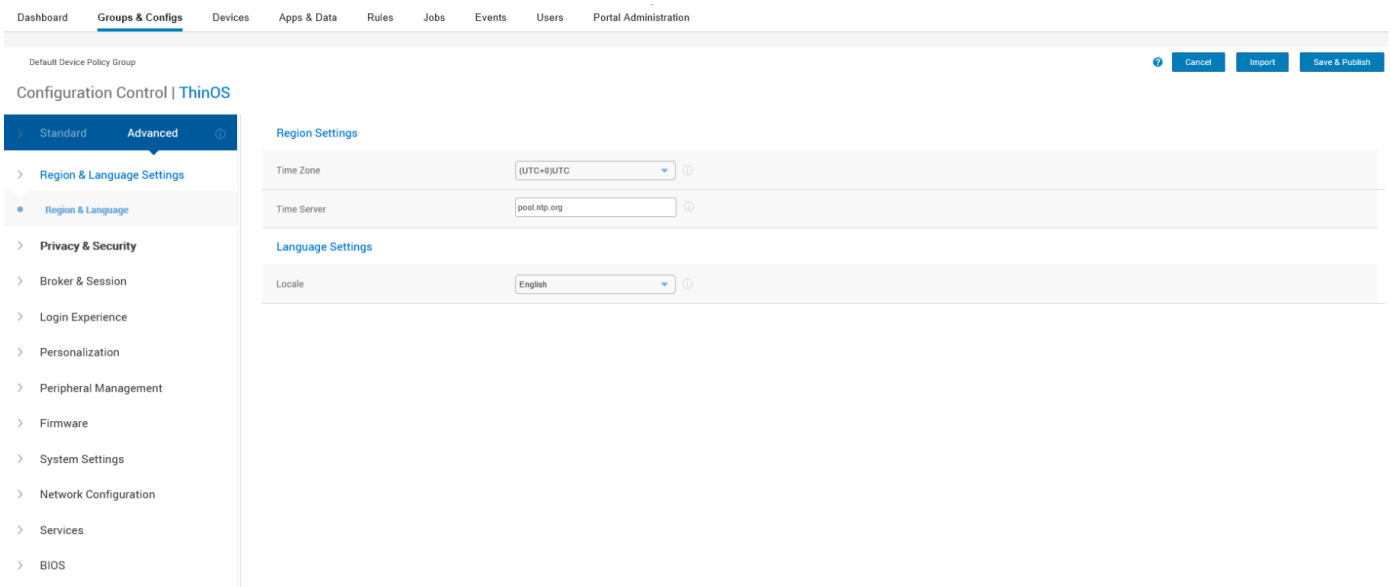 Dashboard Groups & Configs Devices Apps & Data Rules Jobs Events Users Portal Administration
Default Device Policy Group
Cancel Import Save & Publish
Configuration Control | ThinOS
Standard Advanced
Region Settings
Region & Language Settings
Time Zone (UTC+0)UTC
Region & Language
Time Server pool.ntp.org
Privacy & Security
Language Settings
Broker & Session
Locale English
Login Experience
Personalization
Peripheral Management
Firmware
System Settings
Network Configuration
Services
BIOS